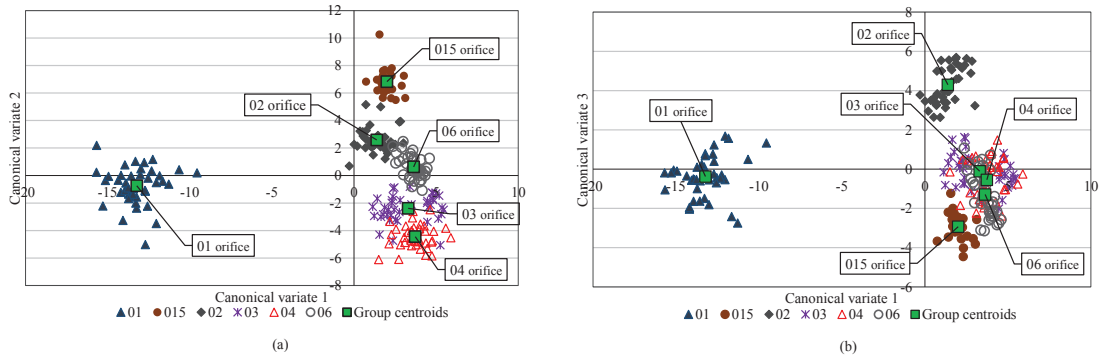 12
10
8
6
4
2
0
-2
-4
-6
-8
-20
-15
-10
-5
0
5
10
Canonical variate 2
Canonical variate 1
015 orifice
02 orifice
06 orifice
03 orifice
04 orifice
01 orifice
01 015 02 03 04 06 Group centroids
(a)
8
6
4
2
0
-2
-4
-6
-20
-15
-10
-5
0
5
10
Canonical variate 3
Canonical variate 1
02 orifice
03 orifice
04 orifice
01 orifice
015 orifice
06 orifice
01 015 02 03 04 06 Group centroids
(b)